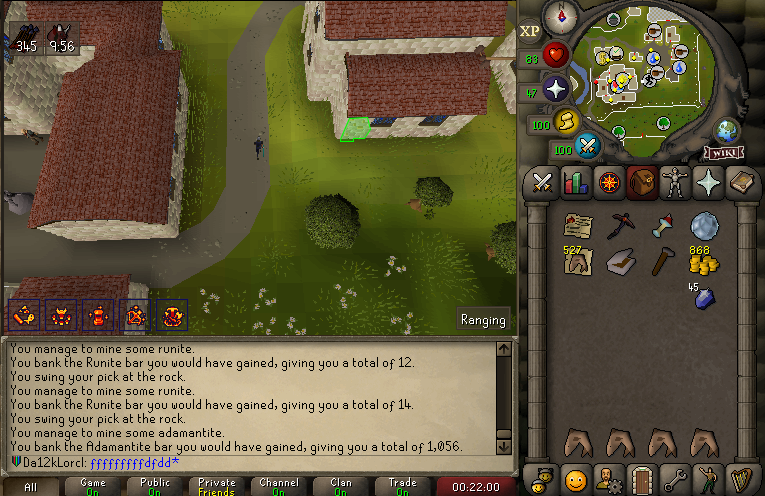 345 9:56
XP
83
47
100
100
WIKI
527
868
45
Ranging
You manage to mine some runite.
You bank the Runite bar you would have gained, giving you a total of 12.
You swing your pick at the rock.
You manage to mine some runite.
You bank the Runite bar you would have gained, giving you a total of 14.
You swing your pick at the rock.
You manage to mine some adamantite.
You bank the Adamantite bar you would have gained, giving you a total of 1,056.
Da12kLorcl: fffffffffdfdd*
All
Game
On
Public
On
Private
Friends
Channel
On
Clan
On
Trade
On
00:22:00